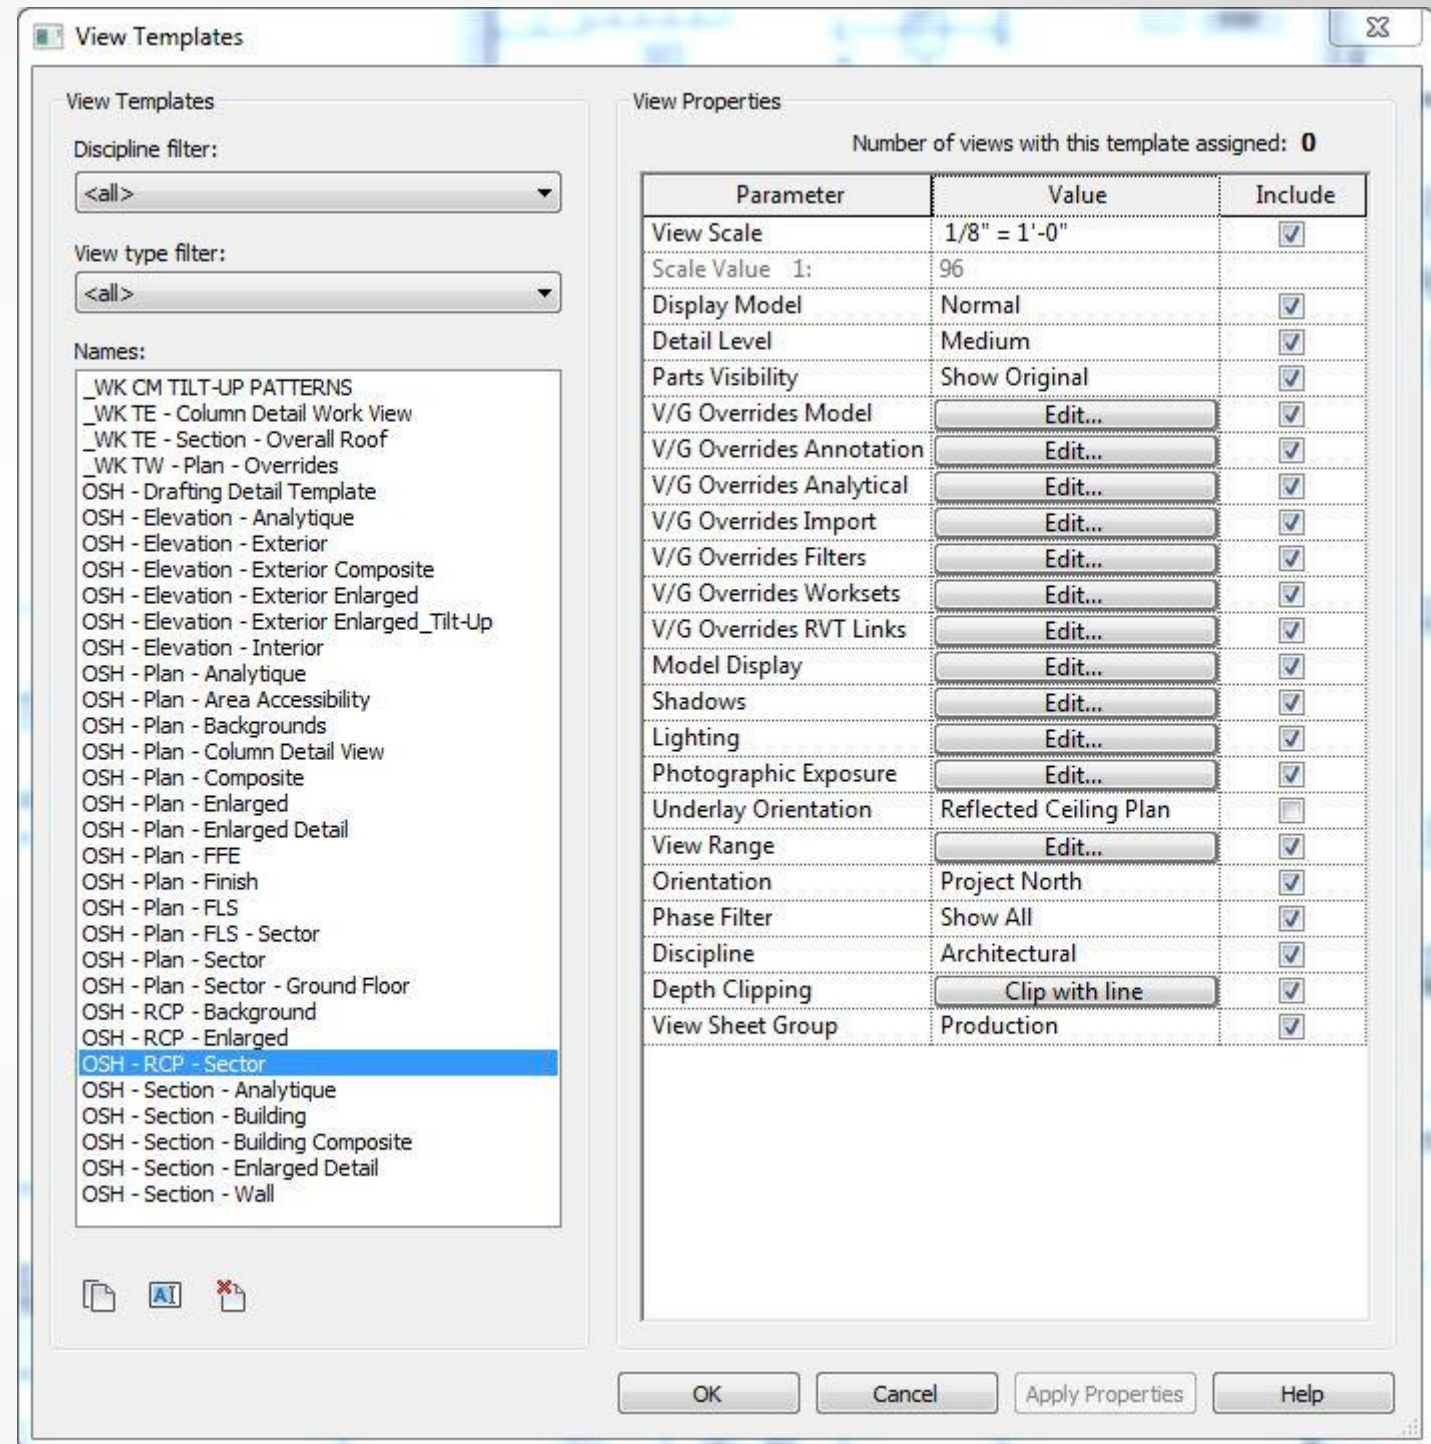 View Templates
View Templates
Discipline filter:
<all>
View type filter:
<all>
Names:
_WK CM TILT-UP PATTERNS
_WK TE - Column Detail Work View
_WK TE - Section - Overall Roof
_WK TW - Plan - Overrides
OSH - Drafting Detail Template
OSH - Elevation - Analytique
OSH - Elevation - Exterior
OSH - Elevation - Exterior Composite
OSH - Elevation - Exterior Enlarged
OSH - Elevation - Exterior Enlarged_Tilt-Up
OSH - Elevation - Interior
OSH - Plan - Analytique
OSH - Plan - Area Accessibility
OSH - Plan - Backgrounds
OSH - Plan - Column Detail View
OSH - Plan - Composite
OSH - Plan - Enlarged
OSH - Plan - Enlarged Detail
OSH - Plan - FFE
OSH - Plan - Finish
OSH - Plan - FLS
OSH - Plan - FLS - Sector
OSH - Plan - Sector
OSH - Plan - Sector - Ground Floor
OSH - RCP - Background
OSH - RCP - Enlarged
OSH - RCP - Sector
OSH - Section - Analytique
OSH - Section - Building
OSH - Section - Building Composite
OSH - Section - Enlarged Detail
OSH - Section - Wall
AI
View Properties
Number of views with this template assigned: 0
Parameter Value Include
View Scale 1/8" = 1'-0"
Scale Value 1: 96
Display Model Normal
Detail Level Medium
Parts Visibility Show Original
V/G Overrides Model Edit...
V/G Overrides Annotation Edit...
V/G Overrides Analytical Edit...
V/G Overrides Import Edit...
V/G Overrides Filters Edit...
V/G Overrides Worksets Edit...
V/G Overrides RVT Links Edit...
Model Display Edit...
Shadows Edit...
Lighting Edit...
Photographic Exposure Edit...
Underlay Orientation Reflected Ceiling Plan
View Range Edit...
Orientation Project North
Phase Filter Show All
Discipline Architectural
Depth Clipping Clip with line
View Sheet Group Production
OK Cancel Apply Properties Help